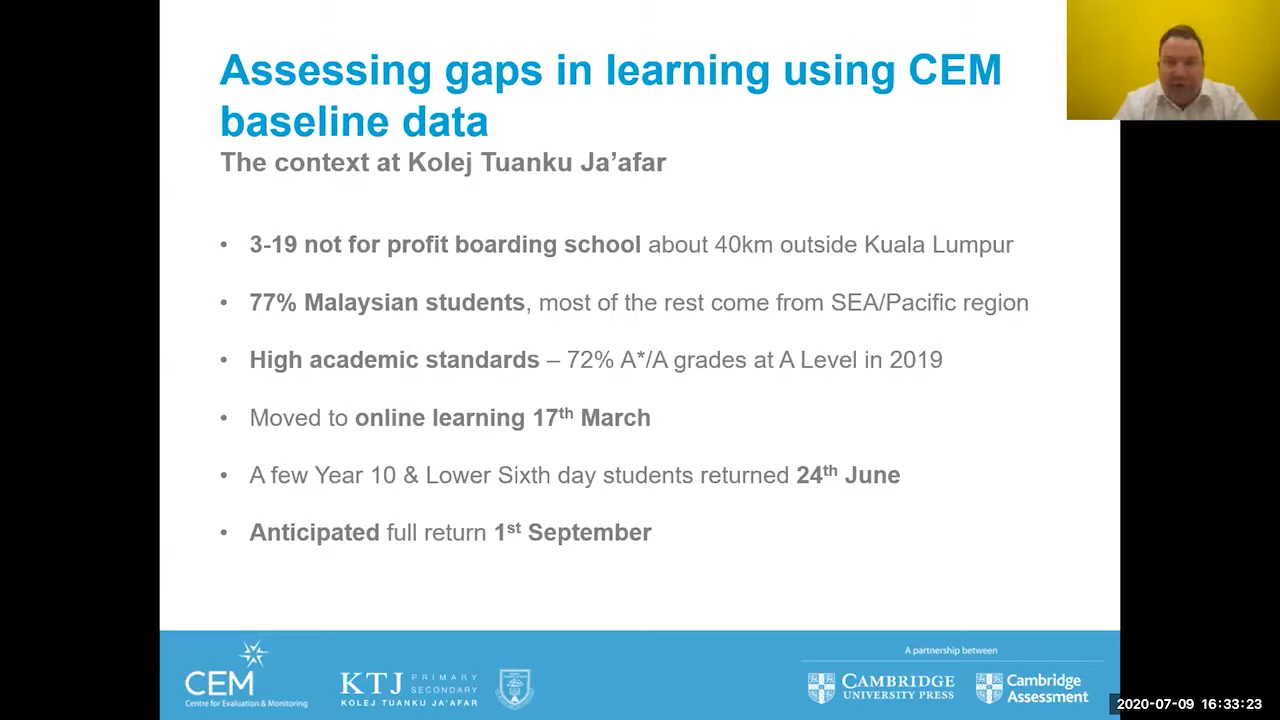 Assessing gaps in learning using CEM
baseline data
The context at Kolej Tuanku Ja’afar
• 3-19 not for profit boarding school about 40km outside Kuala Lumpur
• 77% Malaysian students, most of the rest come from SEA/Pacific region
• High academic standards – 72% A*/A grades at A Level in 2019
• Moved to online learning 17th March
• A few Year 10 & Lower Sixth day students returned 24th June
• Anticipated full return 1st September
CEM
Centre for Evaluation & Monitoring
KTJ PRIMARY
SECONDARY
KOLEJ TUANKU JA'AFAR
A partnership between
CAMBRIDGE
UNIVERSITY PRESS
Cambridge
Assessment
2020-07-09 16:33:23